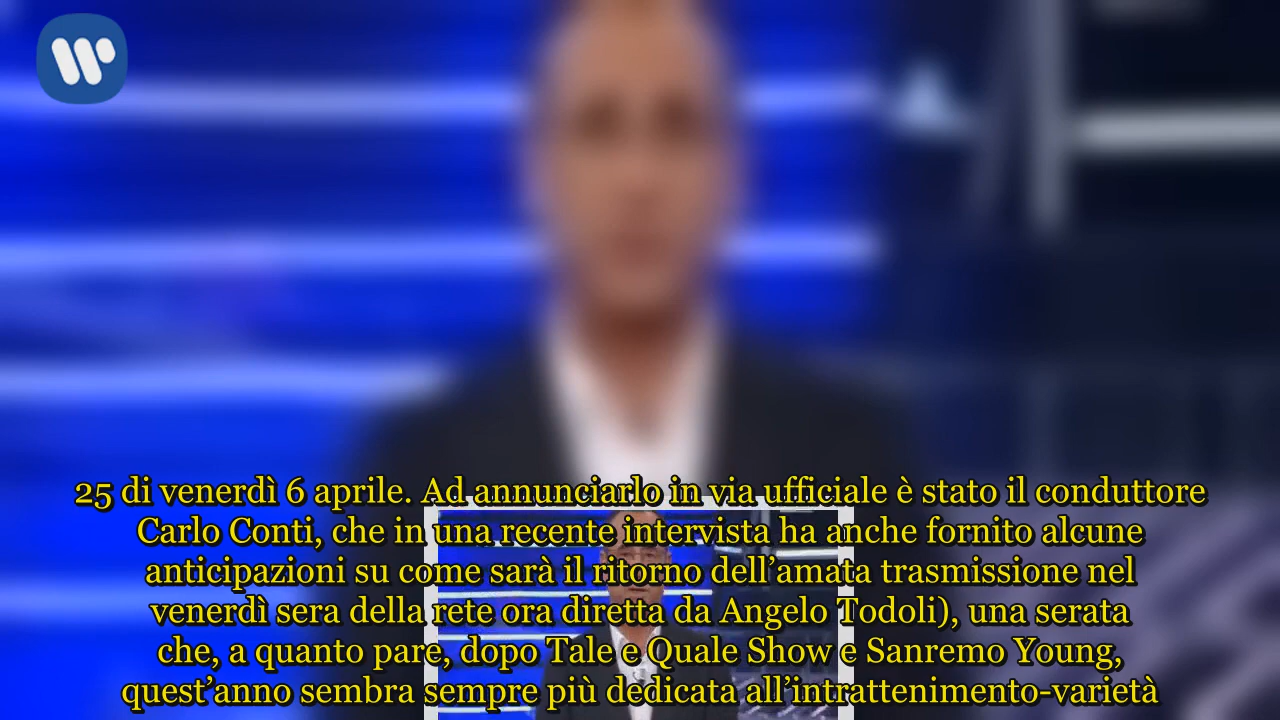 25 di venerdì 6 aprile. Ad annunciarlo in via ufficiale è stato il conduttore
Carlo Conti, che in una recente intervista ha anche fornito alcune
anticipazioni su come sarà il ritorno dell’amata trasmissione nel
venerdì sera della rete ora diretta da Angelo Todoli), una serata
che, a quanto pare, dopo Tale e Quale Show e Sanremo Young,
quest’anno sembra sempre più dedicata all’intrattenimento-varietà